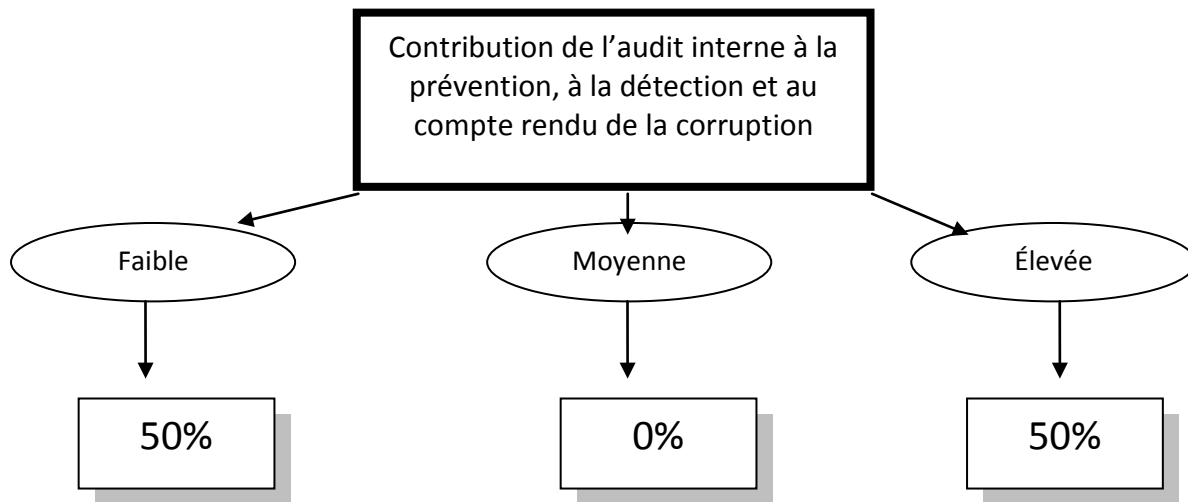 Contribution de l’audit interne à la
prévention, à la détection et au
compte rendu de la corruption
Faible
Moyenne
Élevée
50%
0%
50%